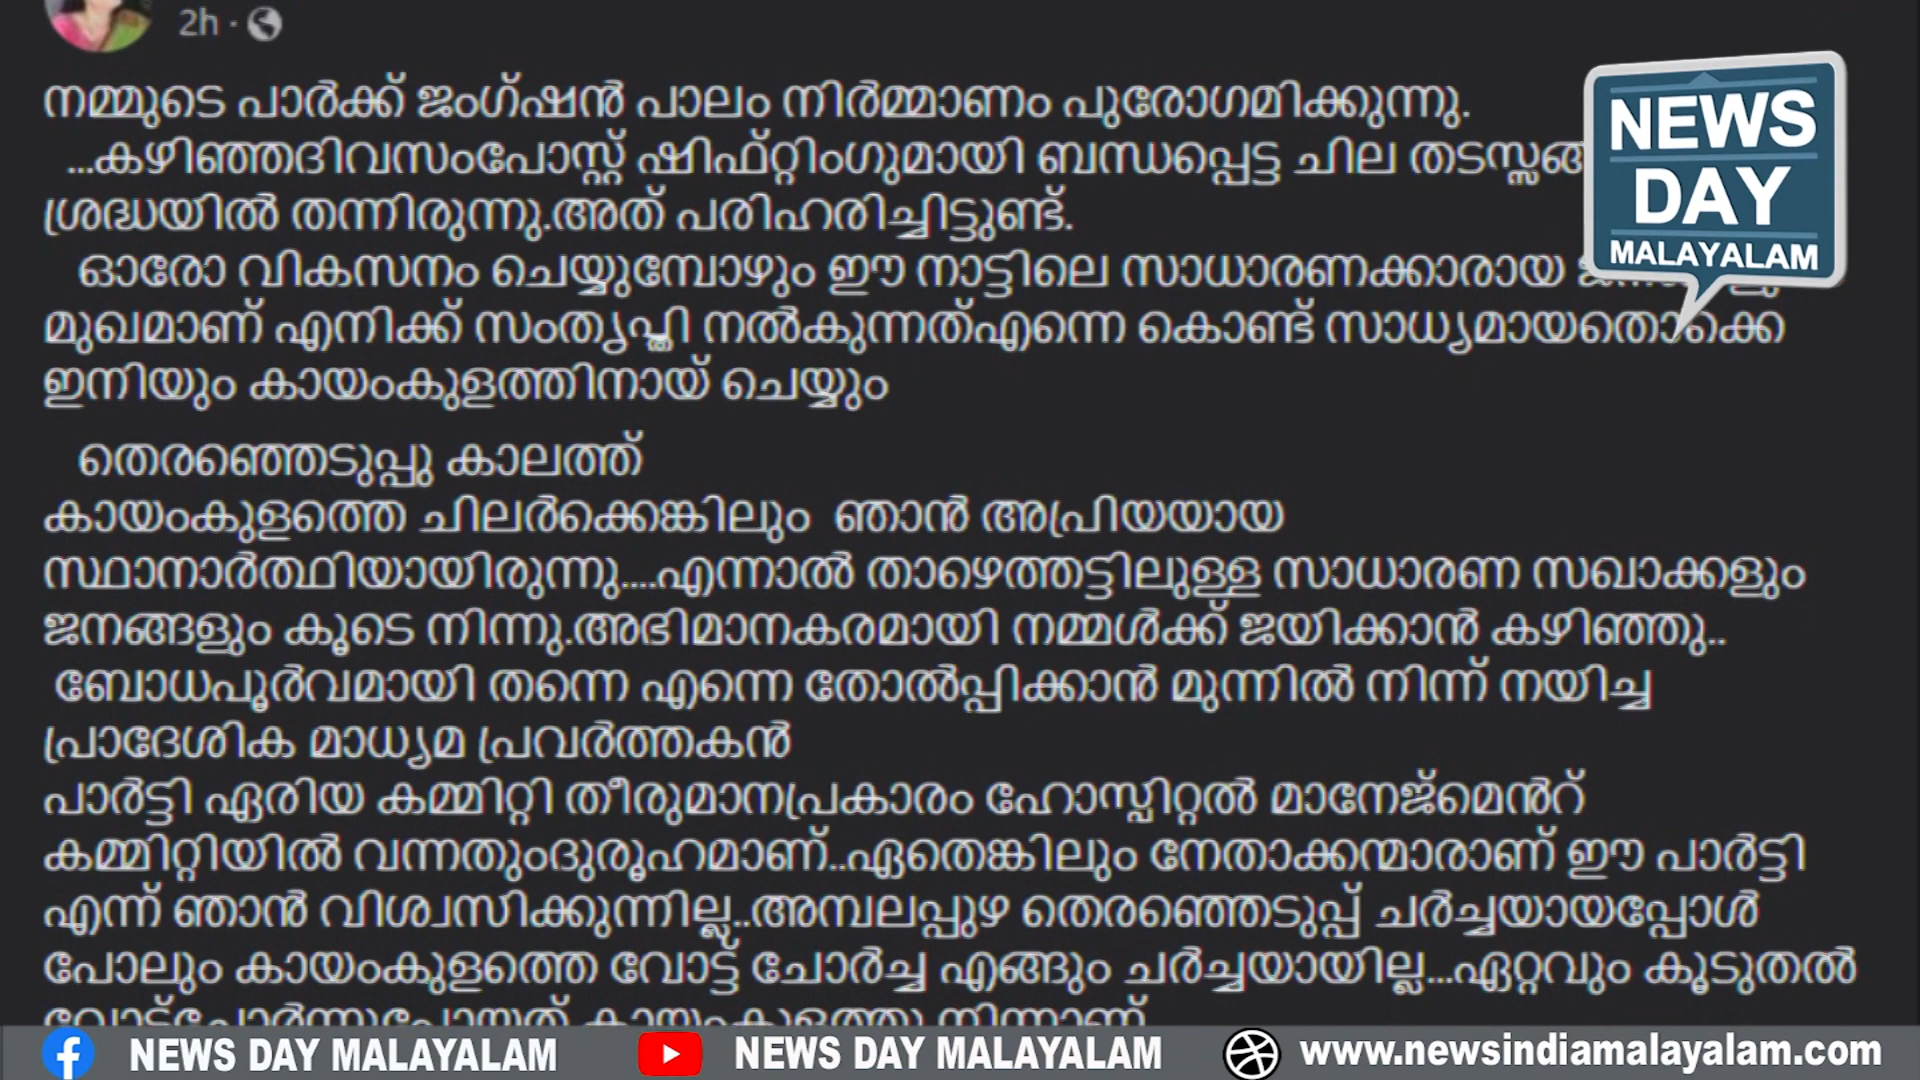 2h ·
നമ്മുടെ പാർക്ക് ജംഗ്ഷൻ പാലം നിർമ്മാണം പുരോഗമിക്കുന്നു.
...കഴിഞ്ഞദിവസംപോസ്റ്റ് ഷിഫ്റ്റിംഗുമായി ബന്ധപ്പെട്ട ചില
ശ്രദ്ധയിൽ തന്നിരുന്നു.അത് പരിഹരിച്ചിട്ടുണ്ട്.
ഓരോ വികസനം ചെയ്യുമ്പോഴും ഈ നാട്ടിലെ സാധാരണക്കാരായ
മുഖമാണ് എനിക്ക് സംതൃപ്തി നൽകുന്നത്എന്നെ കൊണ്ട് സാധ്യമായതൊക്കെ
ഇനിയും കായംകുളത്തിനായ് ചെയ്യും
തെരഞ്ഞെടുപ്പു കാലത്ത്
കായംകുളത്തെ ചിലർക്കെങ്കിലും ഞാൻ അപ്രിയയായ
സ്ഥാനാർത്ഥിയായിരുന്നു....എന്നാൽ താഴെത്തട്ടിലുള്ള സാധാരണ സഖാക്കളും
ജനങ്ങളും കൂടെ നിന്നു.അഭിമാനകരമായി നമ്മൾക്ക് ജയിക്കാൻ കഴിഞ്ഞു..
ബോധപൂർവമായി തന്നെ എന്നെ തോൽപ്പിക്കാൻ മുന്നിൽ നിന്ന് നയിച്ച
പ്രാദേശിക മാധ്യമ പ്രവർത്തകൻ
പാർട്ടി ഏരിയ കമ്മിറ്റി തീരുമാനപ്രകാരം ഹോസ്പിറ്റൽ മാനേജ്മെൻറ്
കമ്മിറ്റിയിൽ വന്നതുംദുരൂഹമാണ്..ഏതെങ്കിലും നേതാക്കന്മാരാണ് ഈ പാർട്ടി
എന്ന് ഞാൻ വിശ്വസിക്കുന്നില്ല..അമ്പലപ്പുഴ തെരഞ്ഞെടുപ്പ് ചർച്ചയായപ്പോൾ
പോലും കായംകുളത്തെ വോട്ട് ചോർച്ച എങ്ങും ചർച്ചയായില്ല...ഏറ്റവും കൂടുതൽ
വോട്ട്ചോർന്നുപോയത് കായംകുളത്തു നിന്നാണ്
NEWS
DAY
MALAYALAM
NEWS DAY MALAYALAM NEWS DAY MALAYALAM www.newsindiamalayalam.com